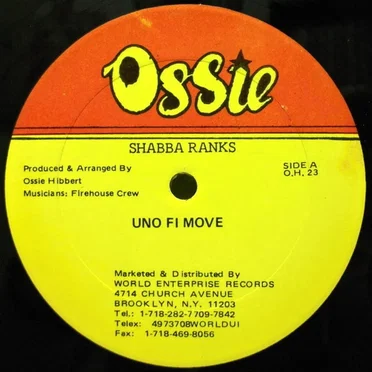 Ossie
SHABBA RANKS
Produced & Arranged By
Ossie Hibbert
Musicians: Firehouse Crew
SIDE A
O.H. 23
UNO FI MOVE
Marketed & Distributed By
WORLD ENTERPRISE RECORDS
4714 CHURCH AVENUE
BROOKLYN, N.Y. 11203
Tel.: 1-718-282-7709-7842
Telex: 4973708WORLDUI
Fax: 1-718-469-8056